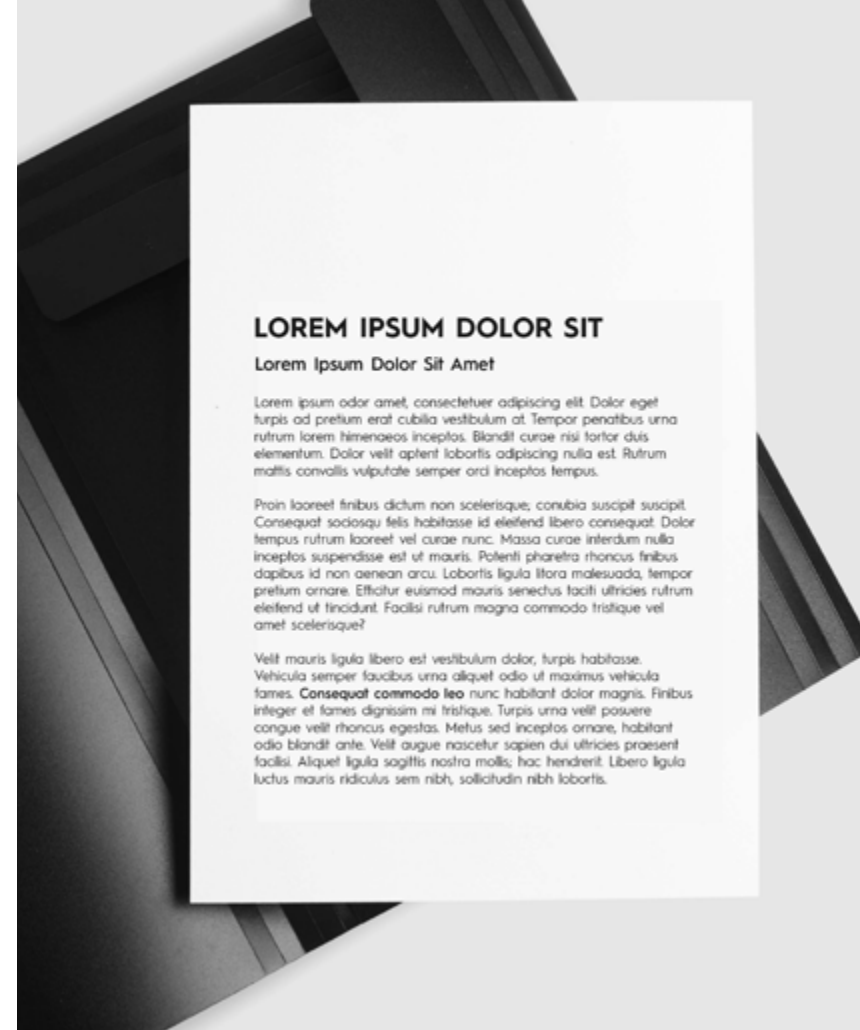 LOREM IPSUM DOLOR SIT
Lorem Ipsum Dolor Sit Amet
Lorem ipsum odor amet, consectetuer adipiscing elit. Dolor eget
turpis ad pretium erat cubilia vestibulum at. Tempor penatibus urna
rutrum lorem himenaeos inceptos. Blandit curae nisi tortor duis
elementum. Dolor velit aptent lobortis adipiscing nulla est. Rutrum
mattis convallis vulputate semper orci inceptos tempus.
Proin laoreet finibus dictum non scelerisque; conubia suscipit suscipit.
Consequat sociosqu felis habitasse id eleifend libero consequat. Dolor
tempus rutrum laoreet vel curae nunc. Massa curae interdum nulla
inceptos suspendisse est ut mauris. Potenti pharetra rhoncus finibus
dapibus id non aenean arcu. Lobortis ligula litora malesuada, tempor
pretium ornare. Efficitur euismod mauris senectus taciti ultricies rutrum
eleifend ut tincidunt. Facilisi rutrum magna commodo tristique vel
amet scelerisque?
Velit mauris ligula libero est vestibulum dolor, turpis habitasse.
Vehicula semper faucibus urna aliquet odio ut maximus vehicula
fames. Consequat commodo leo nunc habitant dolor magnis. Finibus
integer et fames dignissim mi tristique. Turpis urna velit posuere
congue velit rhoncus egestas. Metus sed inceptos ornare, habitant
odio blandit ante. Velit augue nascetur sapien dui ultricies praesent
facilisi. Aliquet ligula sagittis nostra mollis; hac hendrerit. Libero ligula
luctus mauris ridiculus sem nibh, sollicitudin nibh lobortis.